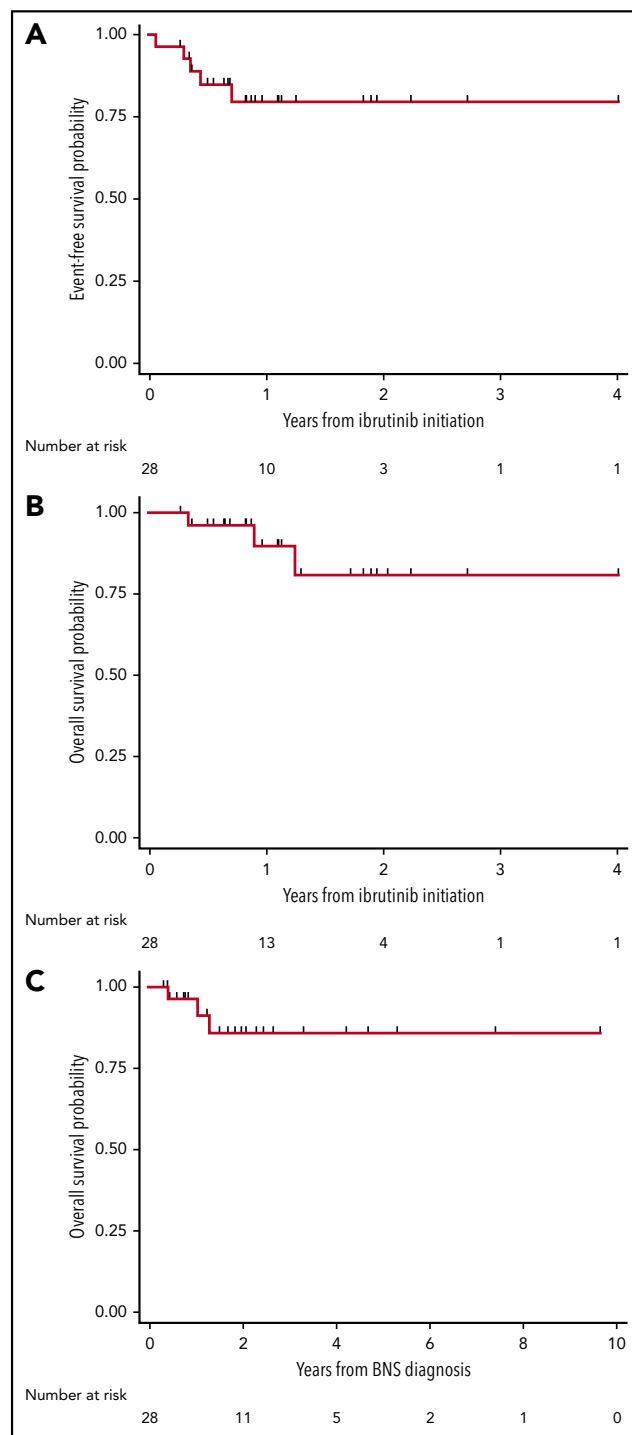 A
1.00
0.75
0.50
0.25
0.00
Event-free survival probability
0 1 2 3 4
Years from ibrutinib initiation
Number at risk
28 10 3 1 1
B
1.00
0.75
0.50
0.25
0.00
Overall survival probability
0 1 2 3 4
Years from ibrutinib initiation
Number at risk
28 13 4 1 1
C
1.00
0.75
0.50
0.25
0.00
Overall survival probability
0 2 4 6 8 10
Years from BNS diagnosis
Number at risk
28 11 5 2 1 0